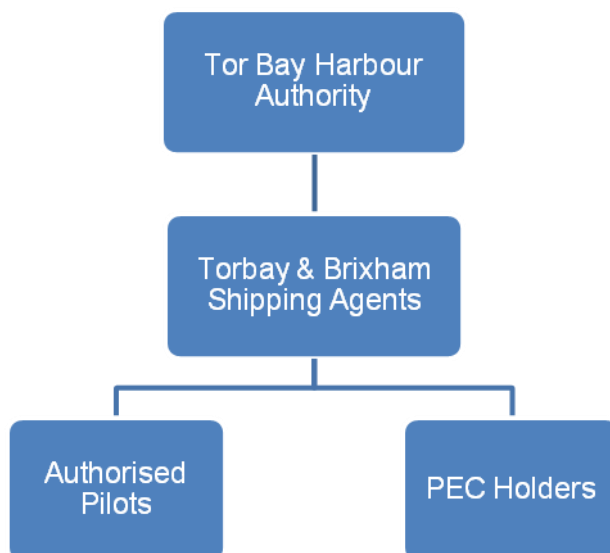 Tor Bay Harbour
Authority
Torbay & Brixham
Shipping Agents
Authorised
Pilots
PEC Holders